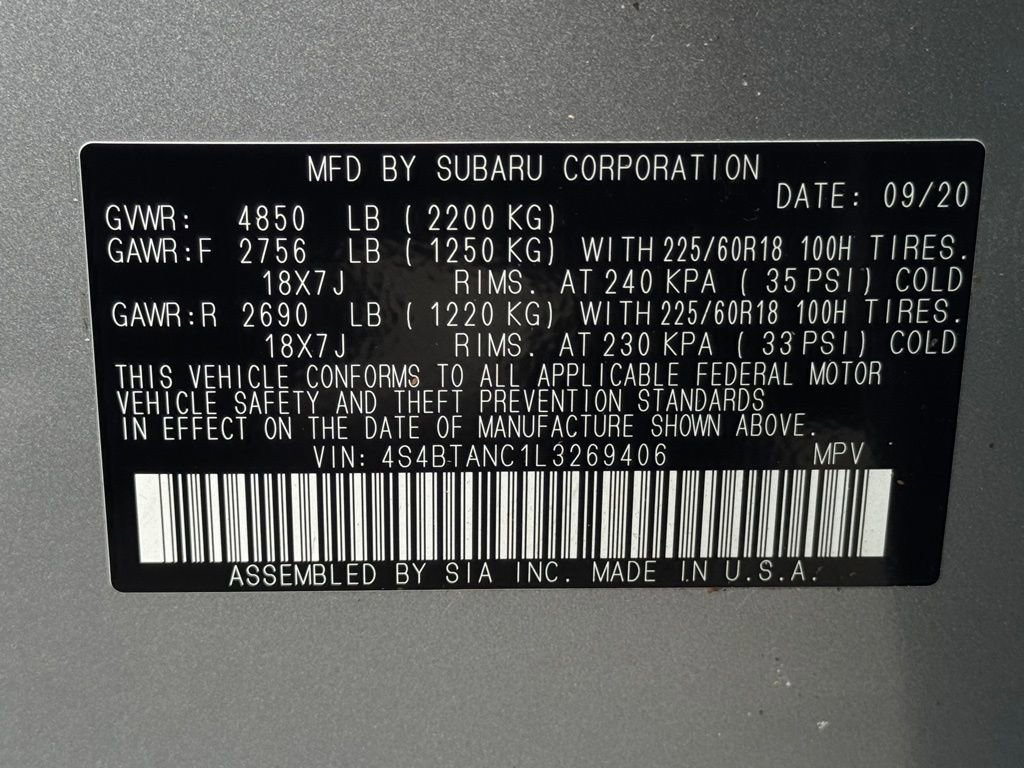 MFD BY SUBARU CORPORATION
DATE: 09/20
GVWR: 4850 LB ( 2200 KG)
GAWR:F 2756 LB ( 1250 KG) WITH 225/60R18 100H TIRES.
18X7J RIMS. AT 240 KPA ( 35 PSI) COLD
GAWR:R 2690 LB ( 1220 KG) WITH 225/60R18 100H TIRES.
18X7J RIMS. AT 230 KPA ( 33 PSI) COLD
THIS VEHICLE CONFORMS TO ALL APPLICABLE FEDERAL MOTOR
VEHICLE SAFETY AND THEFT PREVENTION STANDARDS
IN EFFECT ON THE DATE OF MANUFACTURE SHOWN ABOVE.
VIN: 4S4BTANC1L3269406 MPV
ASSEMBLED BY SIA INC. MADE IN U.S.A.